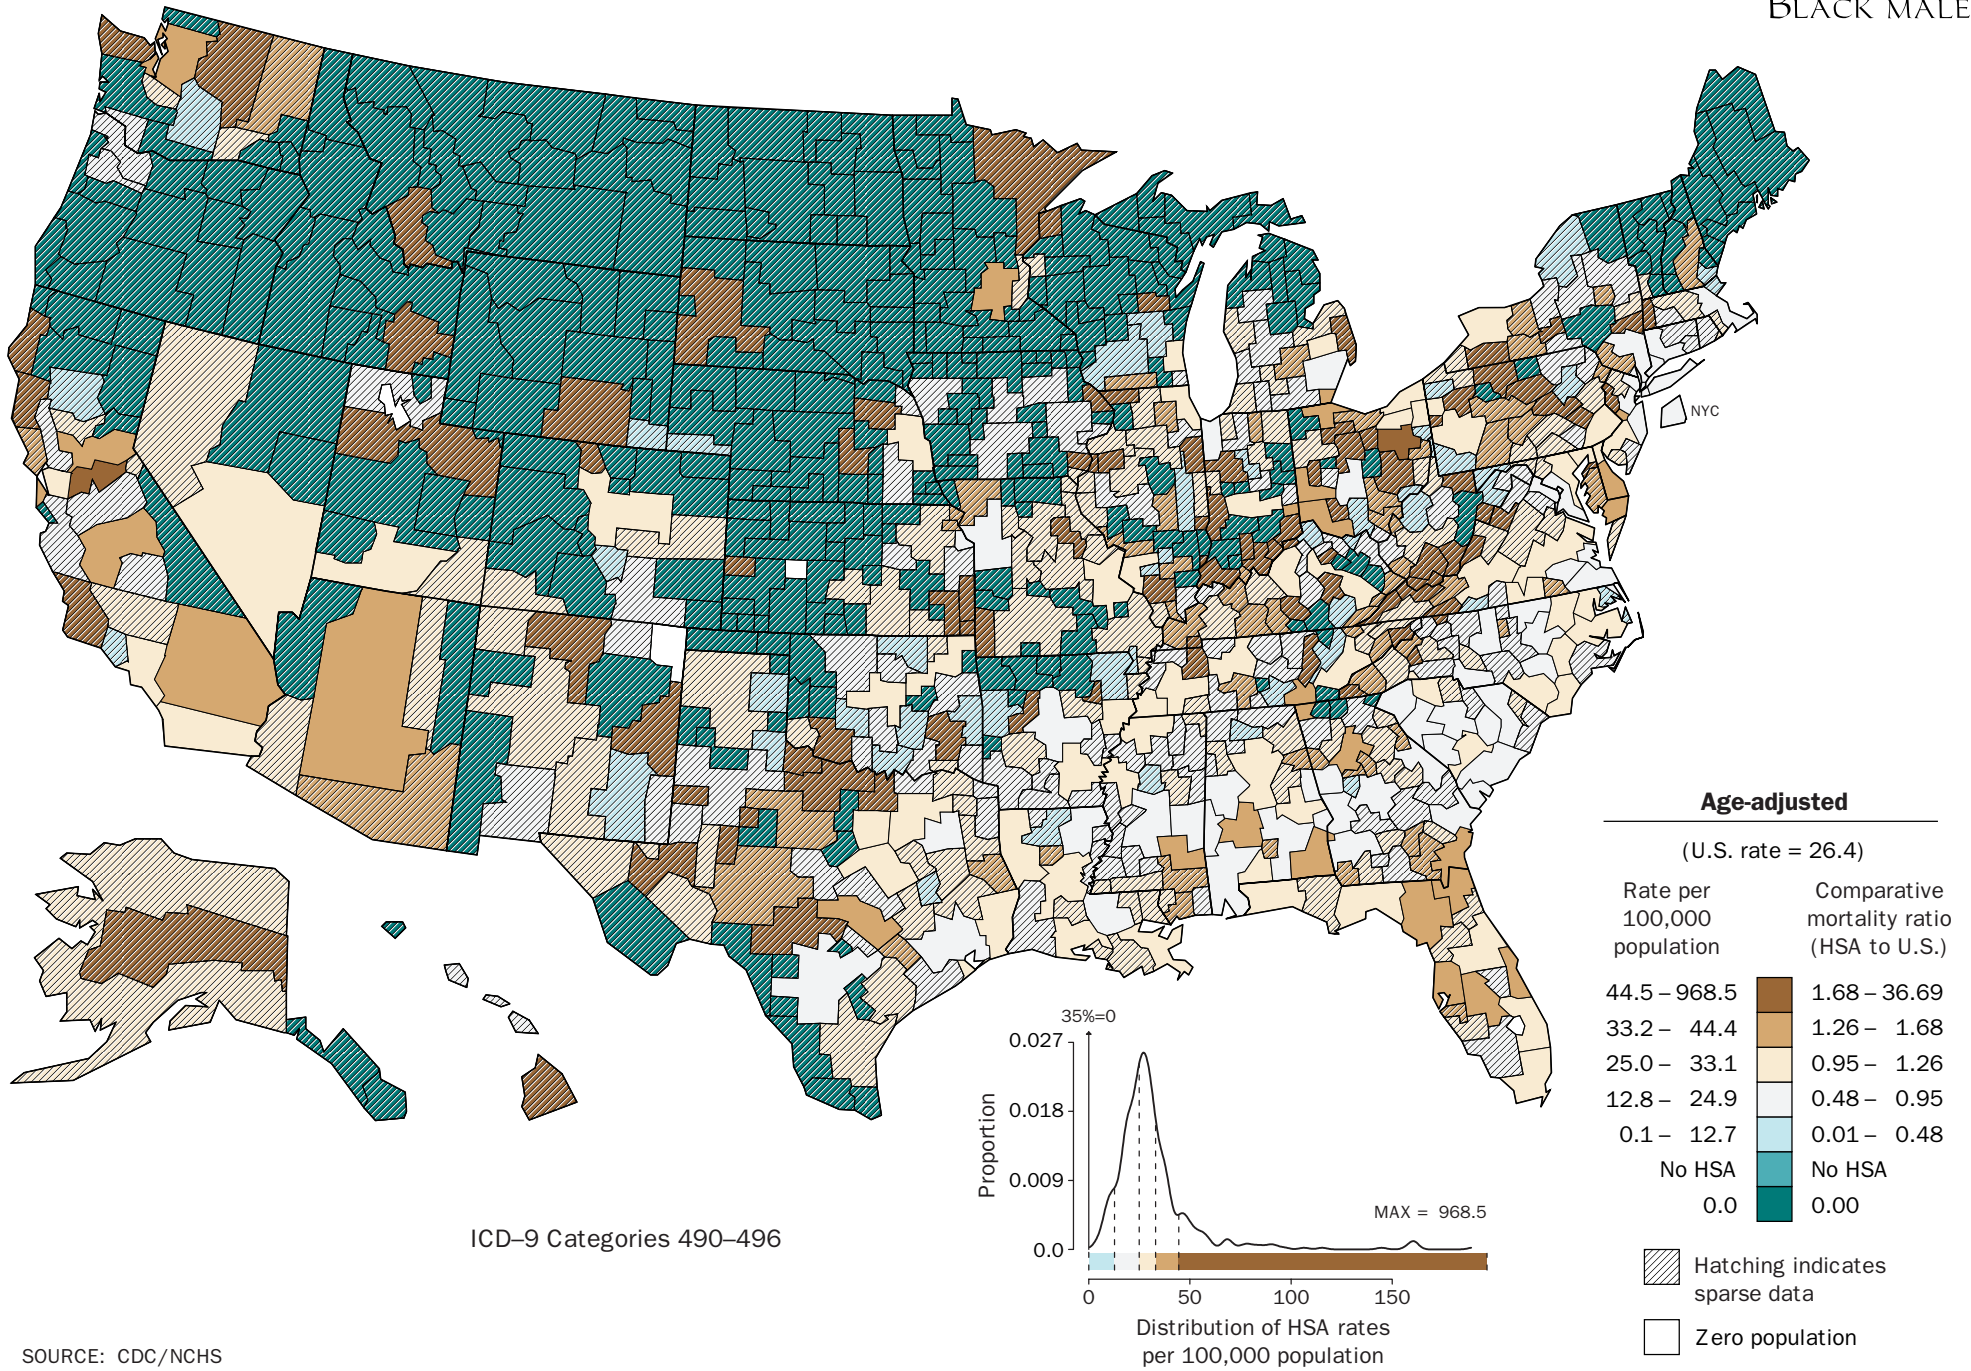 BLACK MALE
NYC
Age-adjusted
(U.S. rate = 26.4)
Rate per
100,000
population
Comparative
mortality ratio
(HSA to U.S.)
44.5 – 968.5 1.68 – 36.69
33.2 – 44.4 1.26 – 1.68
25.0 – 33.1 0.95 – 1.26
12.8 – 24.9 0.48 – 0.95
0.1 – 12.7 0.01 – 0.48
No HSA No HSA
0.0 0.00
Hatching indicates
sparse data
Zero population
35%=0
0.027
0.018
0.009
0.0
Proportion
MAX = 968.5
0 50 100 150
Distribution of HSA rates
per 100,000 population
ICD–9 Categories 490–496
SOURCE: CDC/NCHS